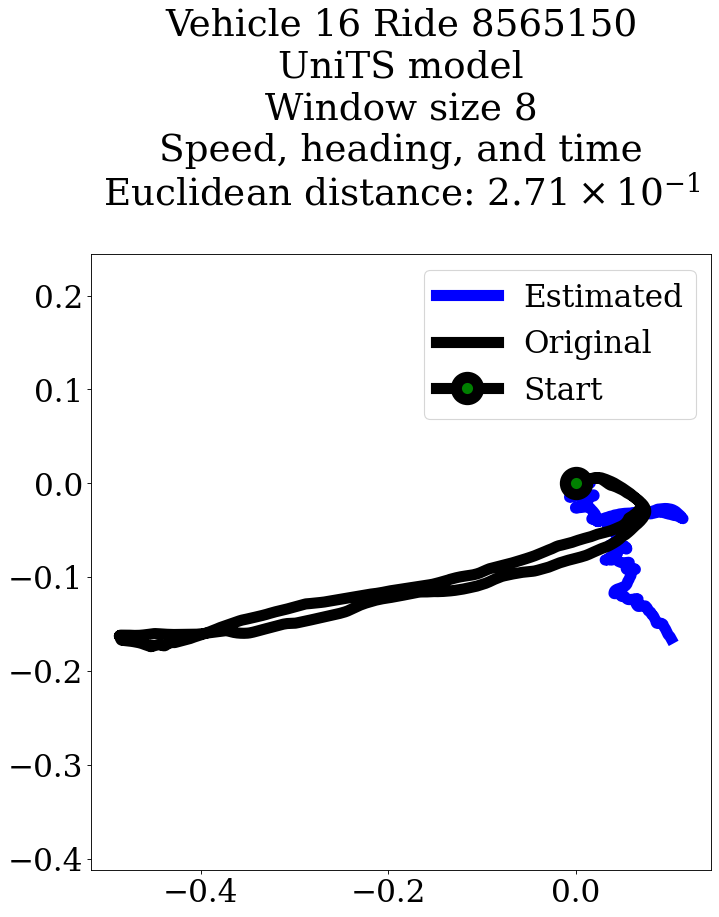 Vehicle 16 Ride 8565150
UniTS model
Window size 8
Speed, heading, and time
Euclidean distance: 2.71 × 10⁻¹
Estimated
Original
Start
0.2
0.1
0.0
−0.1
−0.2
−0.3
−0.4
−0.4 −0.2 0.0